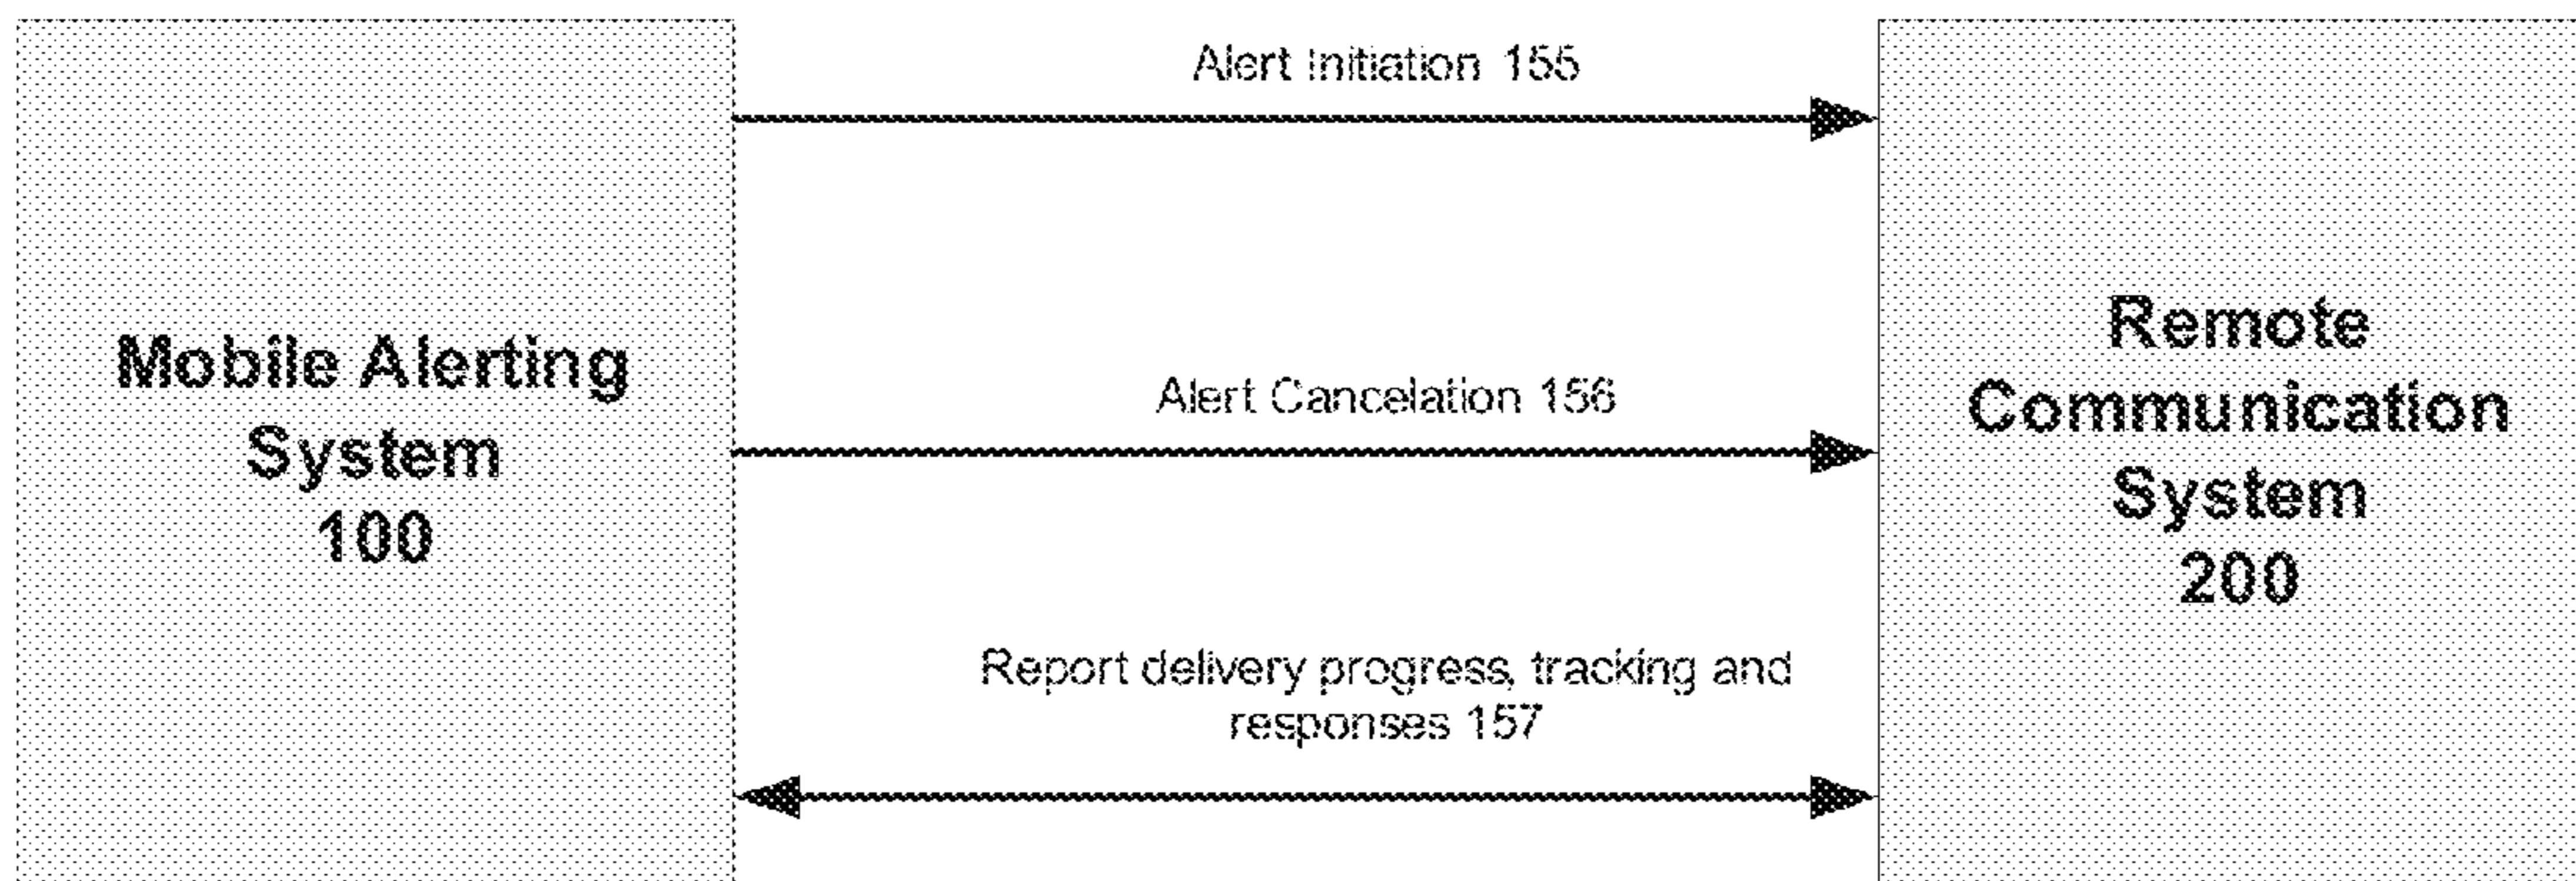 Alert Initiation 155
Mobile Alerting
System
100
Alert Cancelation 156
Report delivery progress, tracking and
responses 157
Remote
Communication
System
200